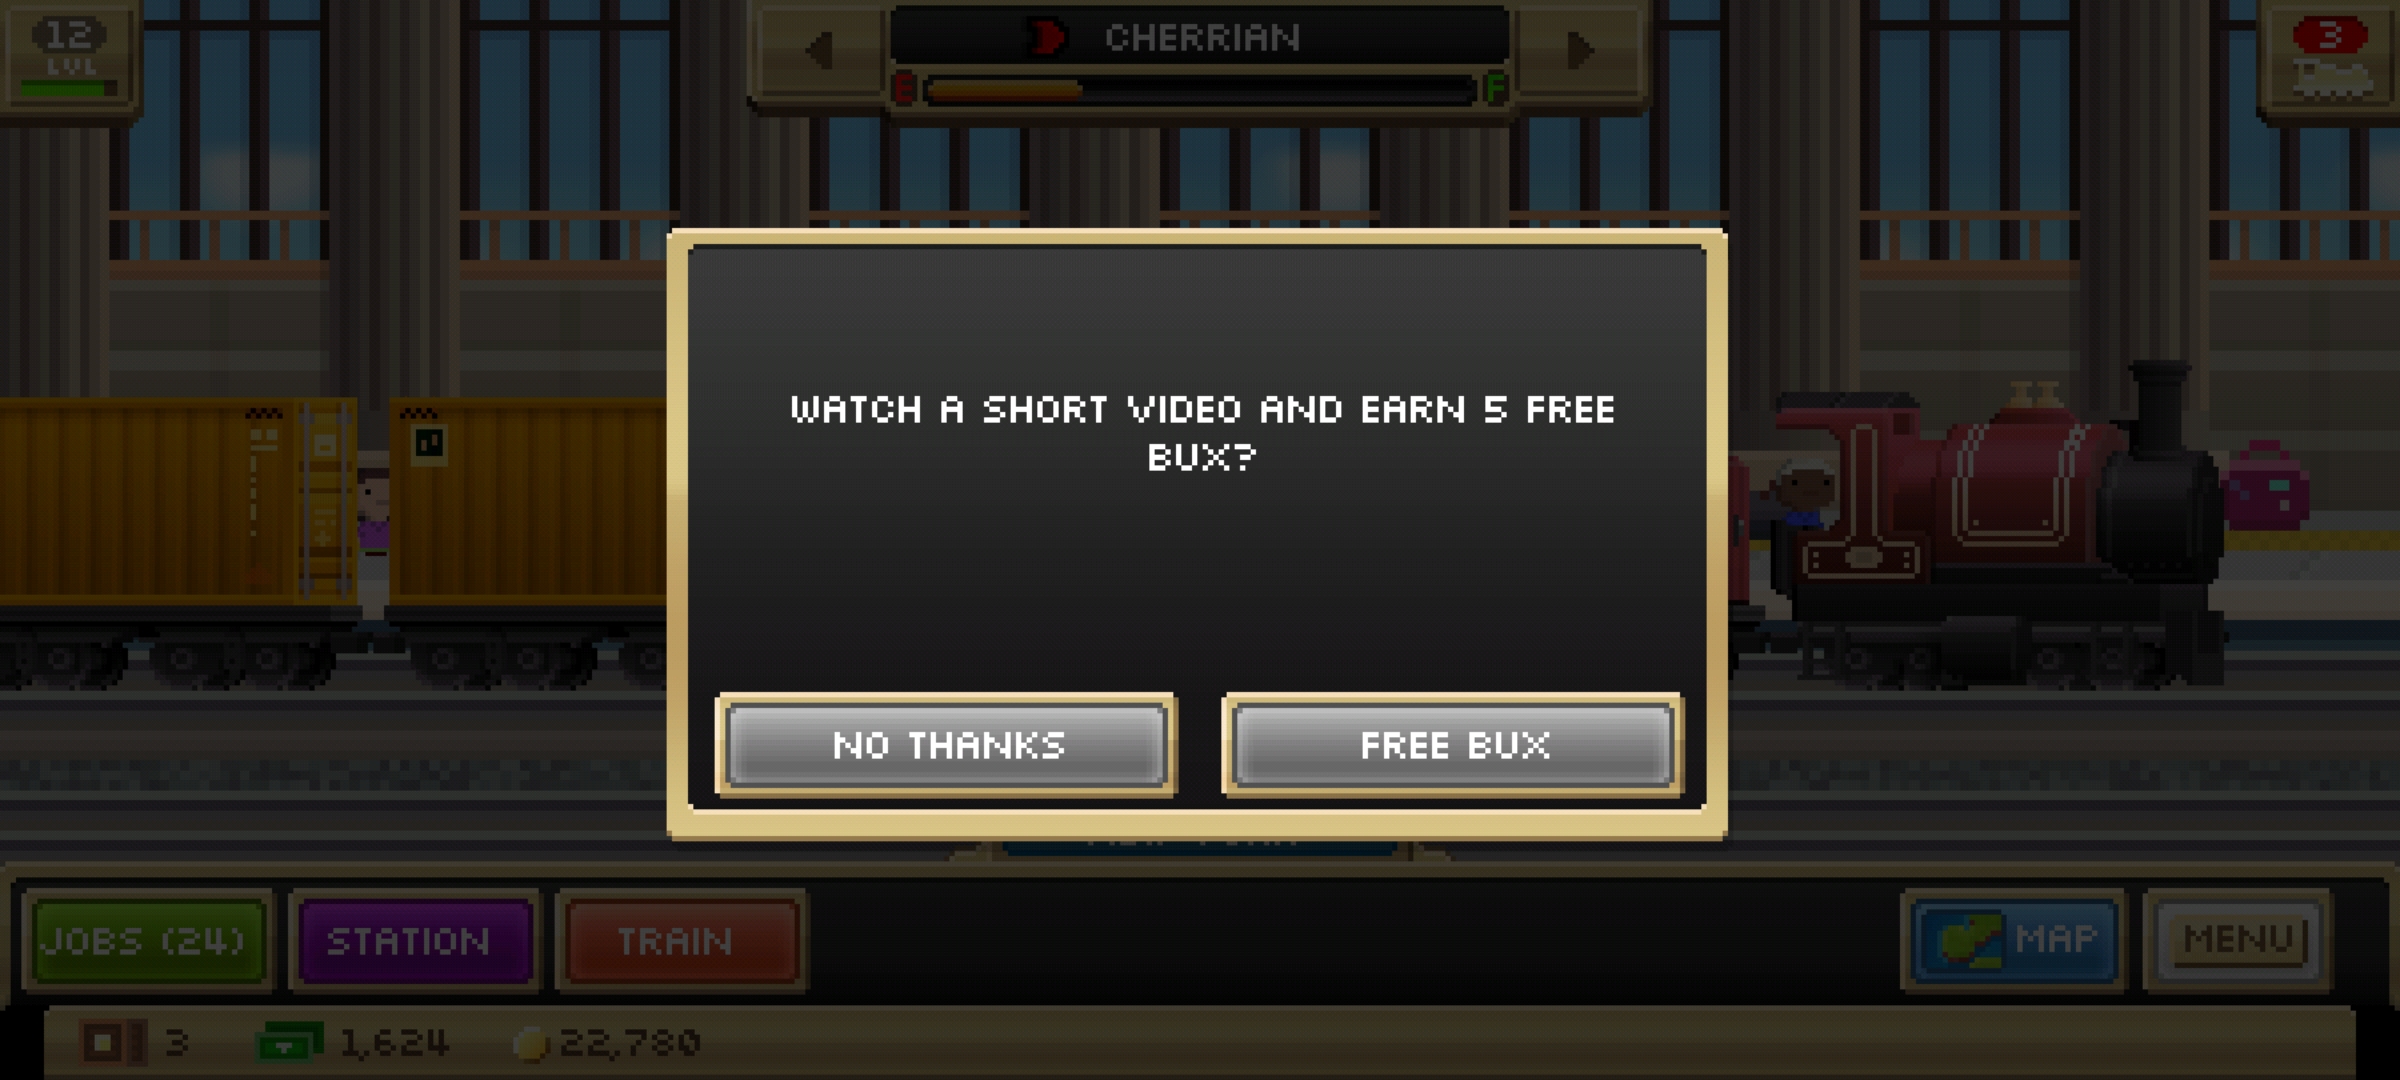 12
LVL
CHERRIAN
E
F
3
WATCH A SHORT VIDEO AND EARN 5 FREE
BUX?
NO THANKS
FREE BUX
JOBS (24)
STATION
TRAIN
MAP
MENU
3
1,624
22,780